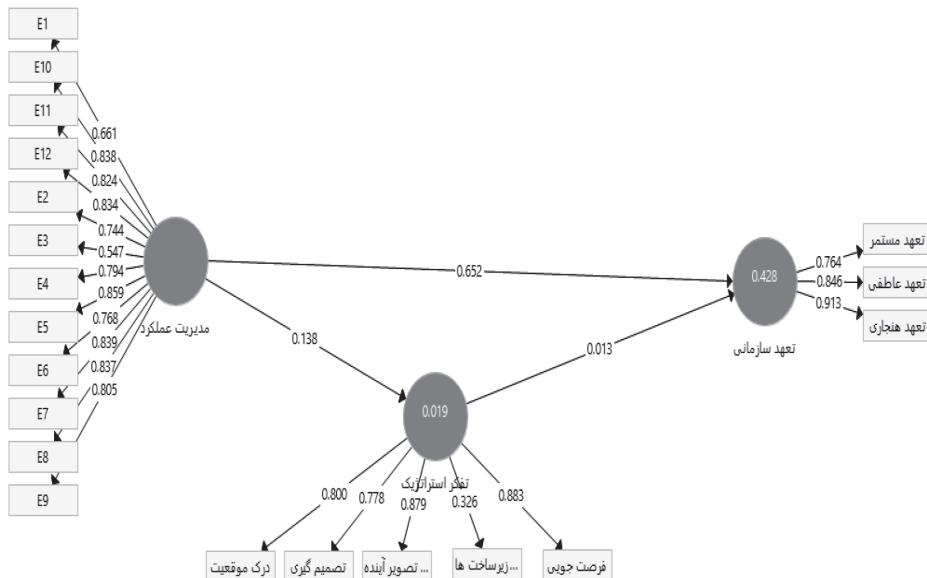 E1
E10
E11
E12
E2
E3
E4
E5
E6
E7
E8
E9
0.661
0.838
0.824
0.834
0.744
0.547
0.794
0.859
0.768
0.839
0.837
0.805
مدیریت عملکرد
0.652
0.138
0.013
0.428
تعهد سازمانی
0.764
0.846
0.913
تعهد مستمر
تعهد عاطفی
تعهد هنجاری
0.019
تفکر استراتژیک
0.800
0.778
0.879
0.326
0.883
درک موقعیت
تصمیم گیری
تصویر آینده ...
زیرساخت ها...
فرصت جویی